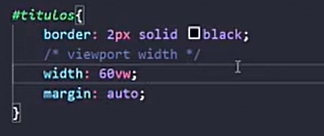 #titulos{
border: 2px solid black;
/* viewport width */
width: 60vw;
margin: auto;
}